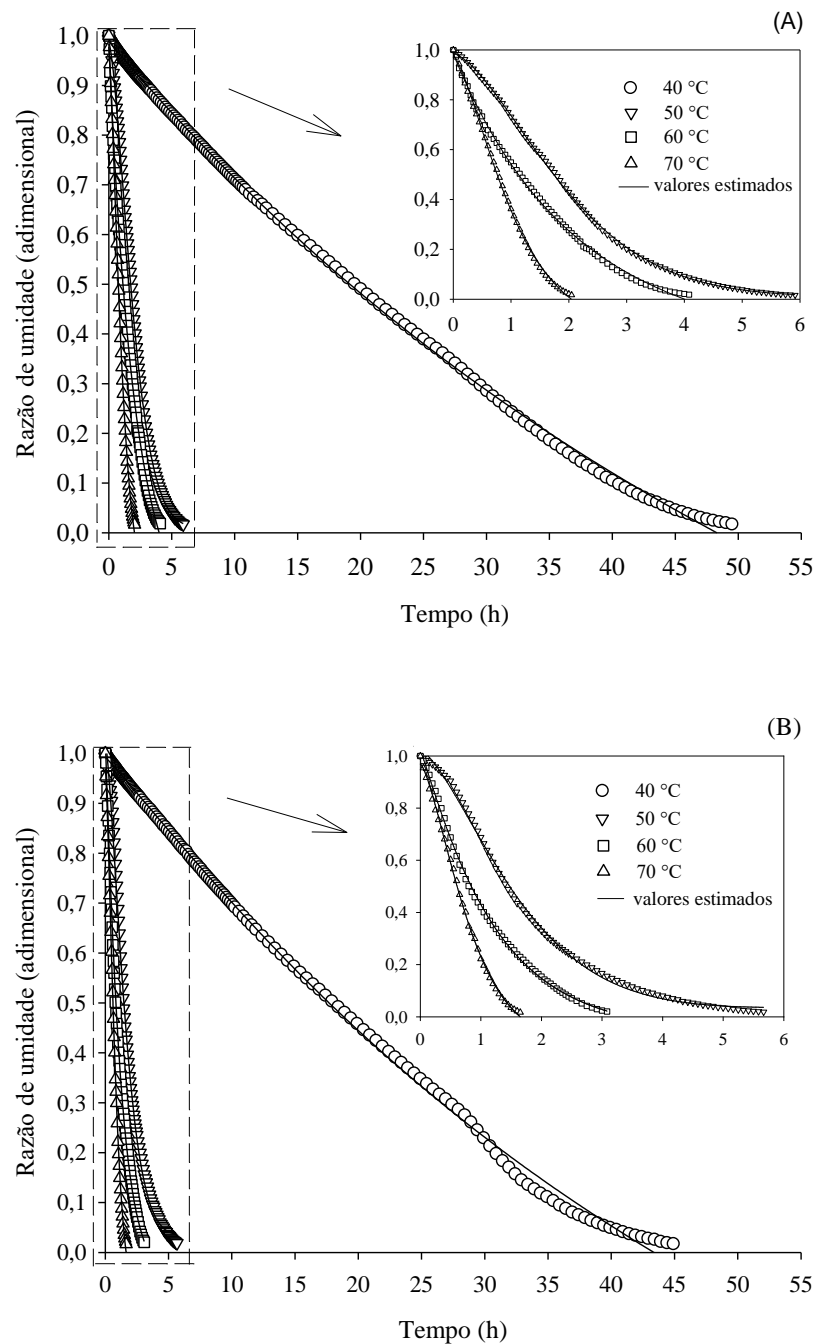 (A)
1,0
0,9
0,8
0,7
0,6
0,5
0,4
0,3
0,2
0,1
0,0
Razão de umidade (adimensional)
0 5 10 15 20 25 30 35 40 45 50 55
Tempo (h)
1,0
0,8
0,6
0,4
0,2
0,0
0 1 2 3 4 5 6
40 °C
50 °C
60 °C
70 °C
valores estimados
(B)
1,0
0,9
0,8
0,7
0,6
0,5
0,4
0,3
0,2
0,1
0,0
Razão de umidade (adimensional)
0 5 10 15 20 25 30 35 40 45 50 55
Tempo (h)
1,0
0,8
0,6
0,4
0,2
0,0
0 1 2 3 4 5 6
40 °C
50 °C
60 °C
70 °C
valores estimados